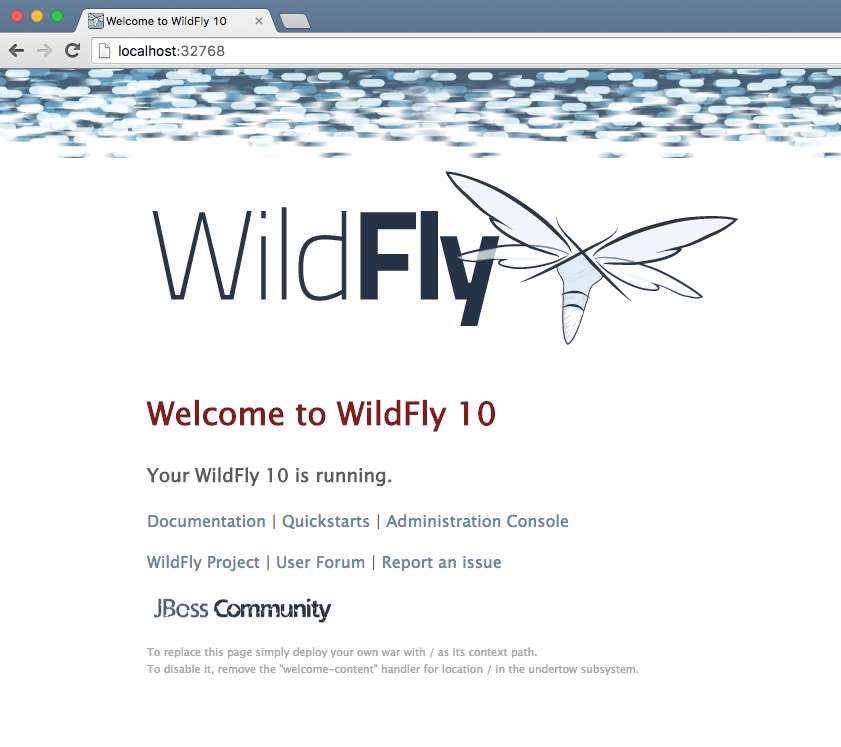 Welcome to WildFly 10
localhost:32768
WildFly
Welcome to WildFly 10
Your WildFly 10 is running.
Documentation | Quickstarts | Administration Console
WildFly Project | User Forum | Report an issue
JBoss Community
To replace this page simply deploy your own war with / as its context path.
To disable it, remove the "welcome-content" handler for location / in the undertow subsystem.